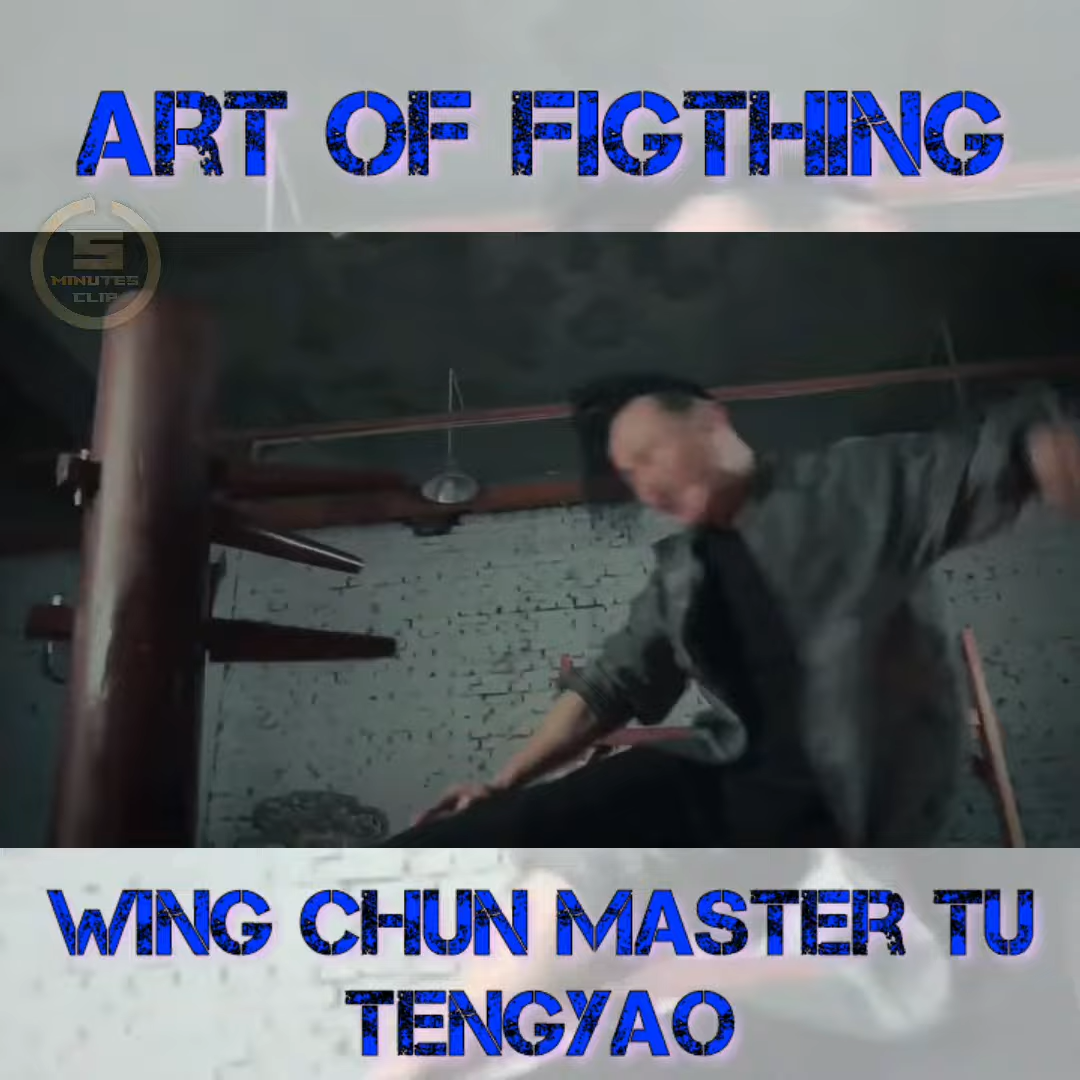 ART OF FIGTHING
5
MINUTES
CLIP
WING CHUN MASTER TU
TENGYAO